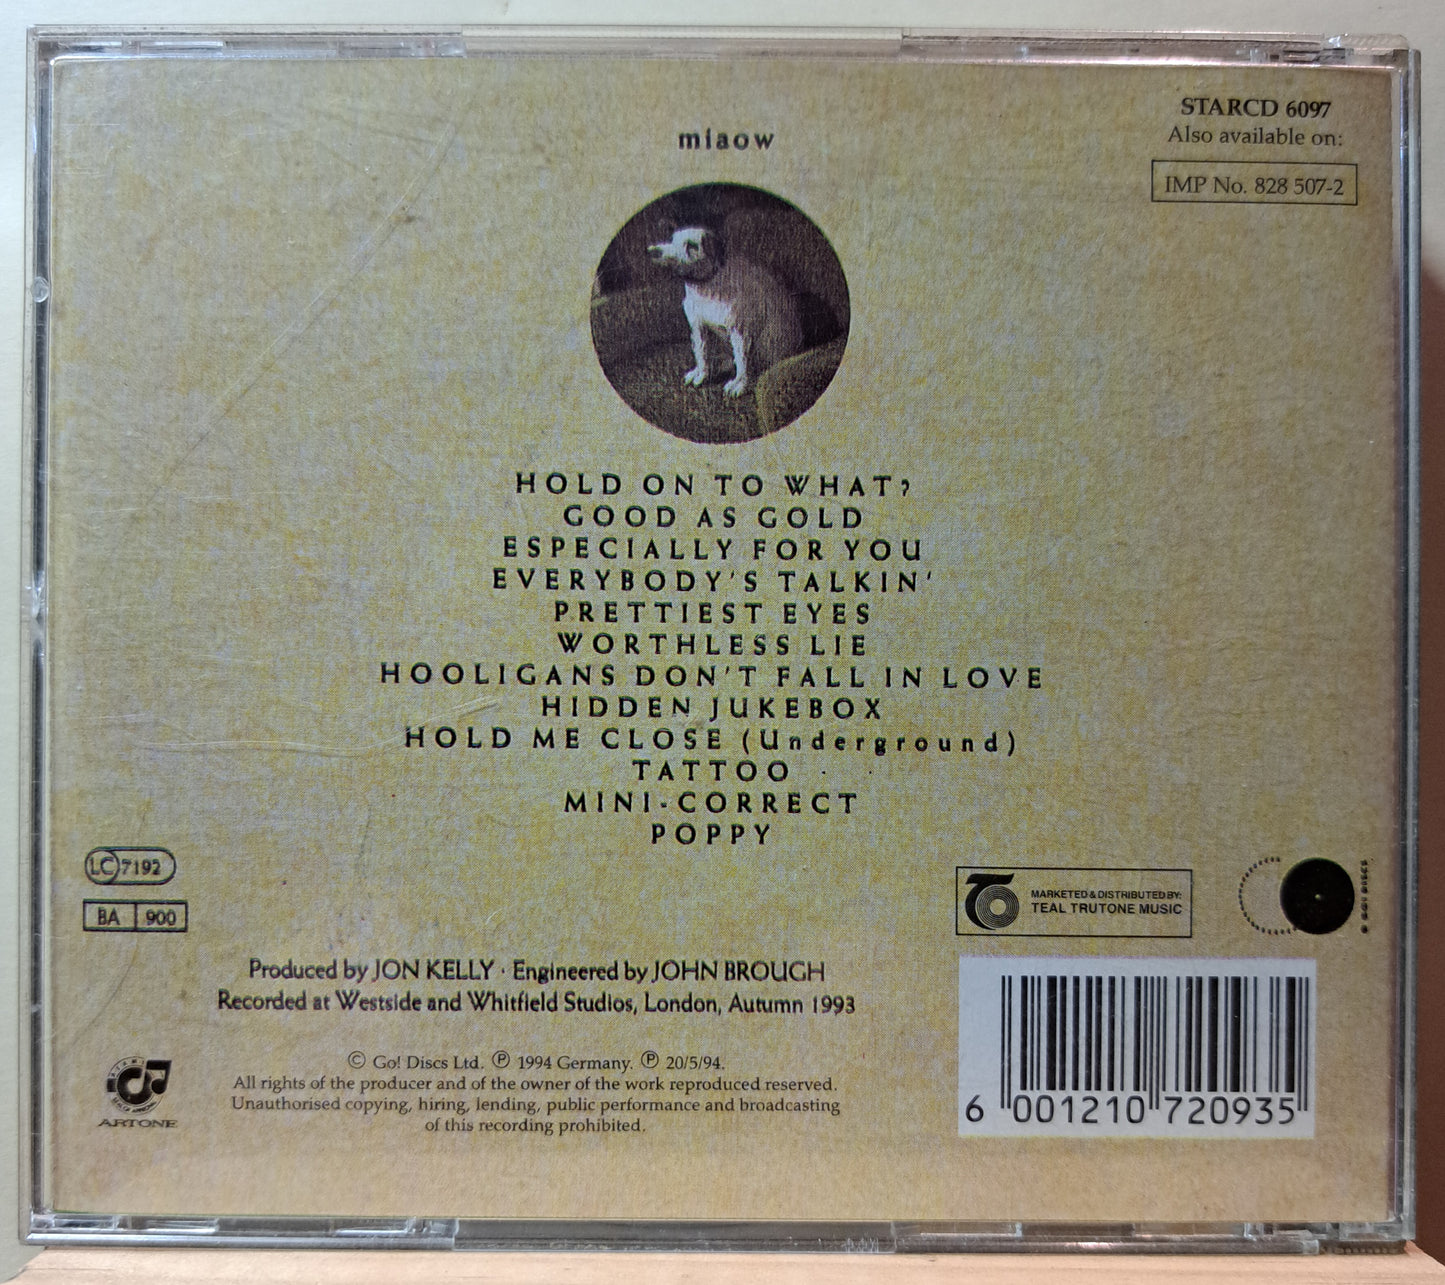 STARCD 6097
Also available on:
IMP No. 828 507-2
miaow
HOLD ON TO WHAT?
GOOD AS GOLD
ESPECIALLY FOR YOU
EVERYBODY'S TALKIN'
PRETTIEST EYES
WORTHLESS LIE
HOOLIGANS DON'T FALL IN LOVE
HIDDEN JUKEBOX
HOLD ME CLOSE (Underground)
TATTOO
MINI-CORRECT
POPPY
LC 7192
BA 900
MARKETED & DISTRIBUTED BY:
TEAL TRUTONE MUSIC
Produced by JON KELLY · Engineered by JOHN BROUGH
Recorded at Westside and Whitfield Studios, London, Autumn 1993
© Go! Discs Ltd. ℗ 1994 Germany. ℗ 20/5/94.
All rights of the producer and of the owner of the work reproduced reserved.
Unauthorised copying, hiring, lending, public performance and broadcasting
of this recording prohibited.
ARTONE
6 001210 720935